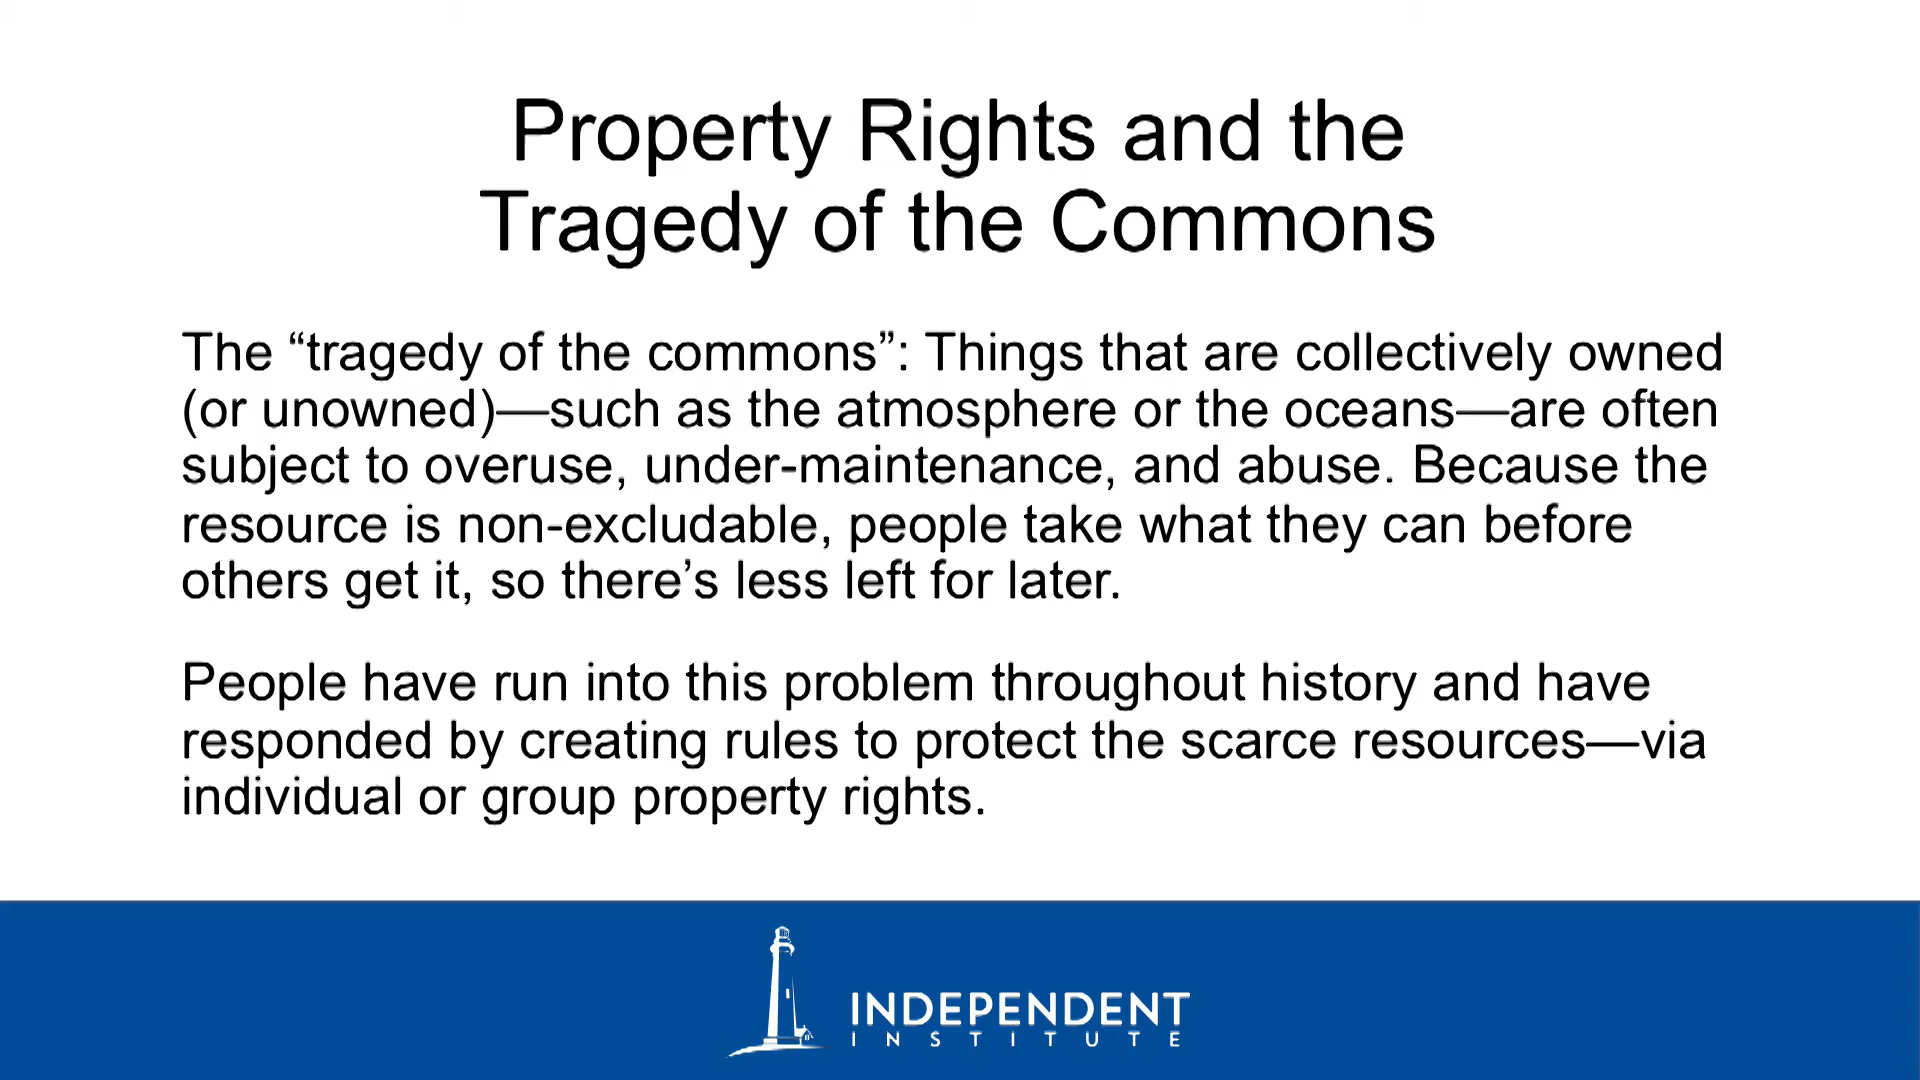 Property Rights and the
Tragedy of the Commons
The “tragedy of the commons”: Things that are collectively owned
(or unowned)—such as the atmosphere or the oceans—are often
subject to overuse, under-maintenance, and abuse. Because the
resource is non-excludable, people take what they can before
others get it, so there’s less left for later.
People have run into this problem throughout history and have
responded by creating rules to protect the scarce resources—via
individual or group property rights.
INDEPENDENT
INSTITUTE